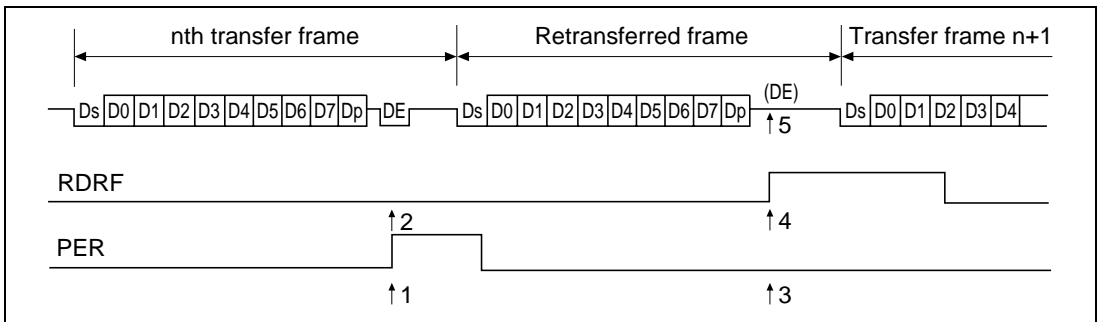 nth transfer frame Retransferred frame Transfer frame n+1
(DE)
Ds D0 D1 D2 D3 D4 D5 D6 D7 Dp DE Ds D0 D1 D2 D3 D4 D5 D6 D7 Dp Ds D0 D1 D2 D3 D4
↑5
RDRF
↑2 ↑4
PER
↑1 ↑3